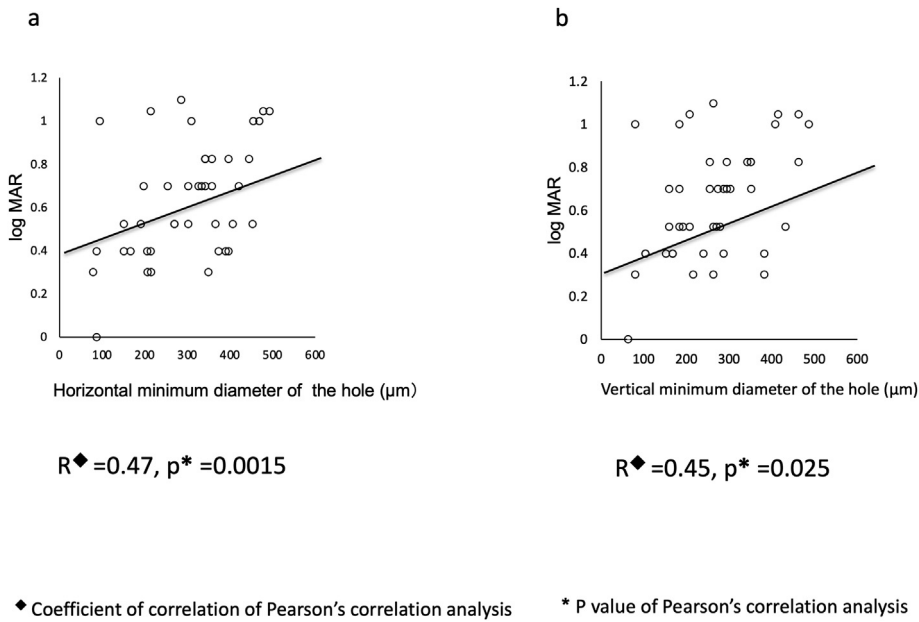 a
1.2
1
0.8
0.6
0.4
0.2
0
log MAR
0 100 200 300 400 500 600
Horizontal minimum diameter of the hole (μm)
R◆ =0.47, p* =0.0015
b
1.2
1
0.8
0.6
0.4
0.2
0
log MAR
0 100 200 300 400 500 600
Vertical minimum diameter of the hole (μm)
R◆ =0.45, p* =0.025
◆ Coefficient of correlation of Pearson’s correlation analysis
* P value of Pearson’s correlation analysis